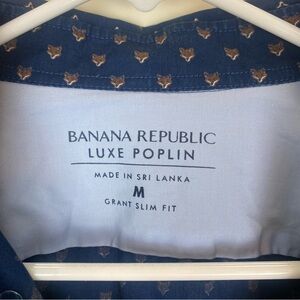 BANANA REPUBLIC
LUXE POPLIN
MADE IN SRI LANKA
M
GRANT SLIM FIT